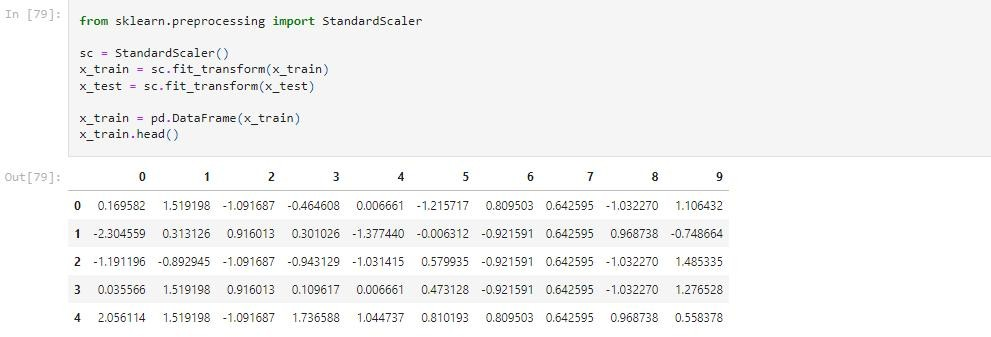 In [79]:
from sklearn.preprocessing import StandardScaler
sc = StandardScaler()
x_train = sc.fit_transform(x_train)
x_test = sc.fit_transform(x_test)
x_train = pd.DataFrame(x_train)
x_train.head()
Out[79]:
0 1 2 3 4 5 6 7 8 9
0 0.169582 1.519198 -1.091687 -0.464608 0.006661 -1.215717 0.809503 0.642595 -1.032270 1.106432
1 -2.304559 0.313126 0.916013 0.301026 -1.377440 -0.006312 -0.921591 0.642595 0.968738 -0.748664
2 -1.191196 -0.892945 -1.091687 -0.943129 -1.031415 0.579935 -0.921591 0.642595 -1.032270 1.485335
3 0.035566 1.519198 0.916013 0.109617 0.006661 0.473128 -0.921591 0.642595 -1.032270 1.276528
4 2.056114 1.519198 -1.091687 1.736588 1.044737 0.810193 0.809503 0.642595 0.968738 0.558378